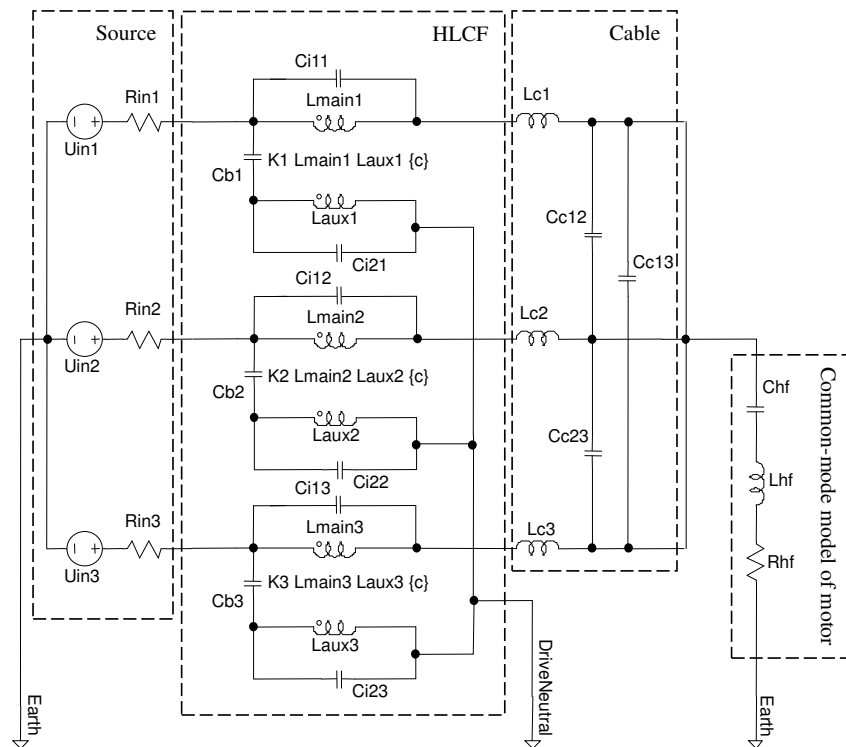 Source
HLCF
Cable
Ci11
Lmain1
Rin1
Lc1
Uin1
K1 Lmain1 Laux1 {c}
Cb1
Laux1
Cc12
Cc13
Ci21
Ci12
Rin2
Lmain2
Lc2
Uin2
K2 Lmain2 Laux2 {c}
Cb2
Laux2
Cc23
Ci22
Ci13
Rin3
Lmain3
Lc3
Uin3
K3 Lmain3 Laux3 {c}
Cb3
Laux3
Ci23
Chf
Lhf
Rhf
Common-mode model of motor
Earth
DriveNeutral
Earth